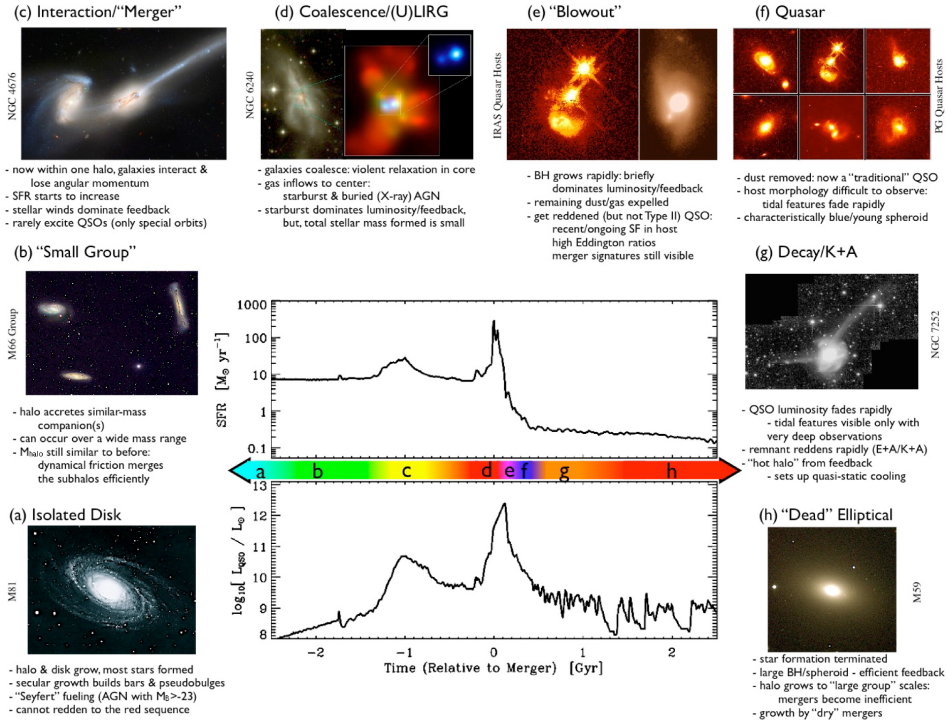 (c) Interaction/“Merger”
NGC 4676
- now within one halo, galaxies interact &
lose angular momentum
- SFR starts to increase
- stellar winds dominate feedback
- rarely excite QSOs (only special orbits)
(d) Coalescence/(U)LIRG
NGC 6240
- galaxies coalesce: violent relaxation in core
- gas inflows to center:
starburst & buried (X-ray) AGN
- starburst dominates luminosity/feedback,
but, total stellar mass formed is small
(e) “Blowout”
IRAS Quasar Hosts
- BH grows rapidly: briefly
dominates luminosity/feedback
- remaining dust/gas expelled
- get reddened (but not Type II) QSO:
recent/ongoing SF in host
high Eddington ratios
merger signatures still visible
(f) Quasar
PG Quasar Hosts
- dust removed: now a “traditional” QSO
- host morphology difficult to observe:
tidal features fade rapidly
- characteristically blue/young spheroid
(b) “Small Group”
M66 Group
- halo accretes similar-mass
companion(s)
- can occur over a wide mass range
- Mhalo still similar to before:
dynamical friction merges
the subhalos efficiently
(a) Isolated Disk
M81
- halo & disk grow, most stars formed
- secular growth builds bars & pseudobulges
- “Seyfert” fueling (AGN with MB>-23)
- cannot redden to the red sequence
1000
100
10
1
0.1
SFR [M⊙ yr⁻¹]
a b c d e f g h
13
12
11
10
9
8
log10[ LQSO / L⊙ ]
-2 -1 0 1 2
Time (Relative to Merger) [Gyr]
(g) Decay/K+A
NGC 7252
- QSO luminosity fades rapidly
- tidal features visible only with
very deep observations
- remnant reddens rapidly (E+A/K+A)
- “hot halo” from feedback
- sets up quasi-static cooling
(h) “Dead” Elliptical
M59
- star formation terminated
- large BH/spheroid - efficient feedback
- halo grows to “large group” scales:
mergers become inefficient
- growth by “dry” mergers